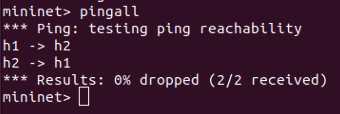 mininet> pingall
*** Ping: testing ping reachability
h1 -> h2
h2 -> h1
*** Results: 0% dropped (2/2 received)
mininet>